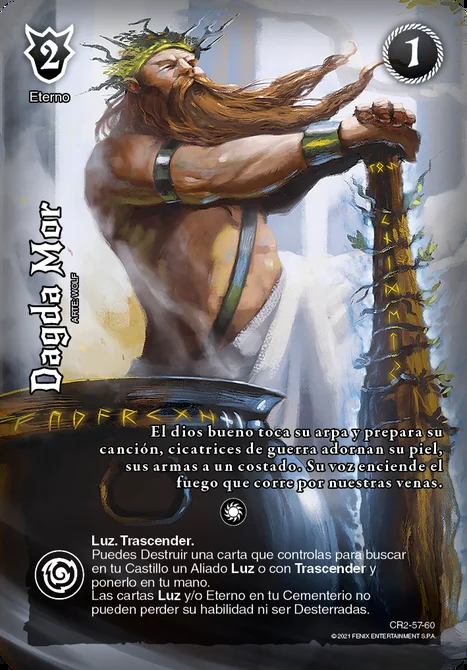 2
1
Eterno
Dagda Mor
ARTE: WOLF
El dios bueno toca su arpa y prepara su
canción, cicatrices de guerra adornan su piel,
sus armas a un costado. Su voz enciende el
fuego que corre por nuestras venas.
Luz. Trascender.
Puedes Destruir una carta que controlas para buscar
en tu Castillo un Aliado Luz o con Trascender y
ponerlo en tu mano.
Las cartas Luz y/o Eterno en tu Cementerio no
pueden perder su habilidad ni ser Desterradas.
CR2-57-60
©2021 FENIX ENTERTAINMENT S.P.A.